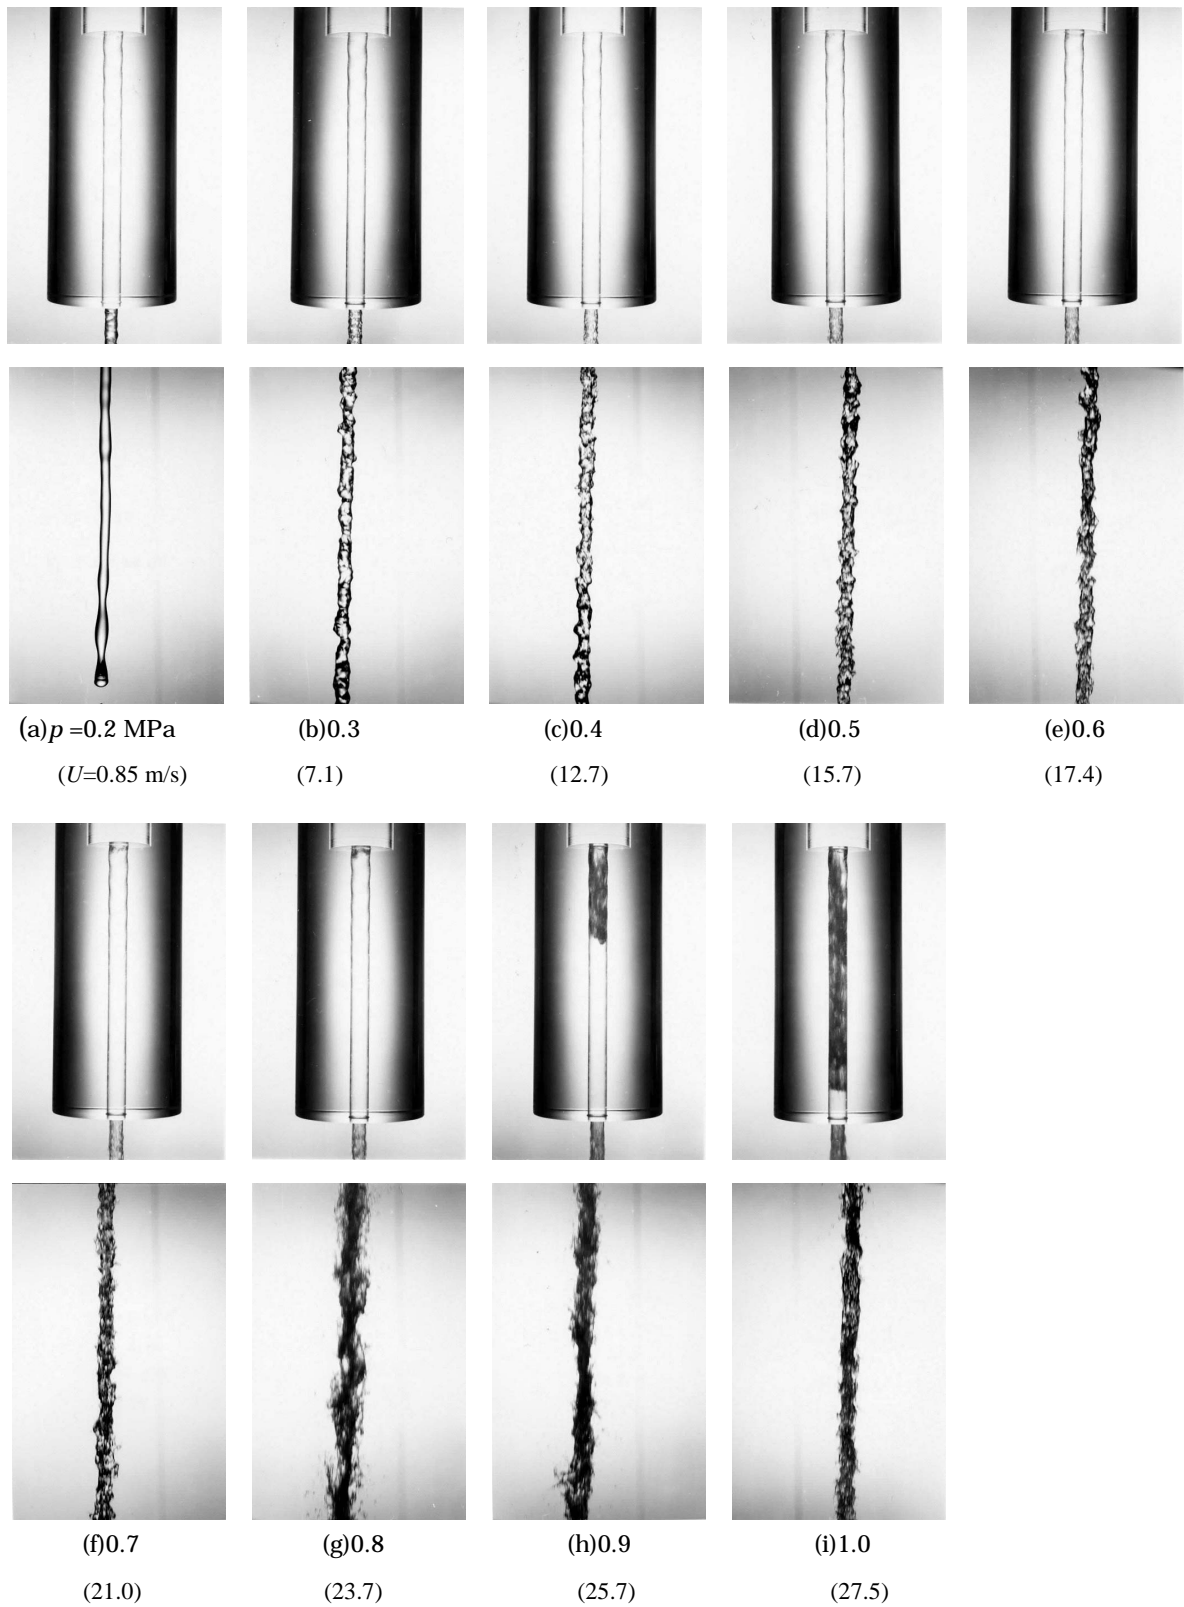 (a)p =0.2 MPa (b)0.3 (c)0.4 (d)0.5 (e)0.6
(U=0.85 m/s) (7.1) (12.7) (15.7) (17.4)
(f)0.7 (g)0.8 (h)0.9 (i)1.0
(21.0) (23.7) (25.7) (27.5)